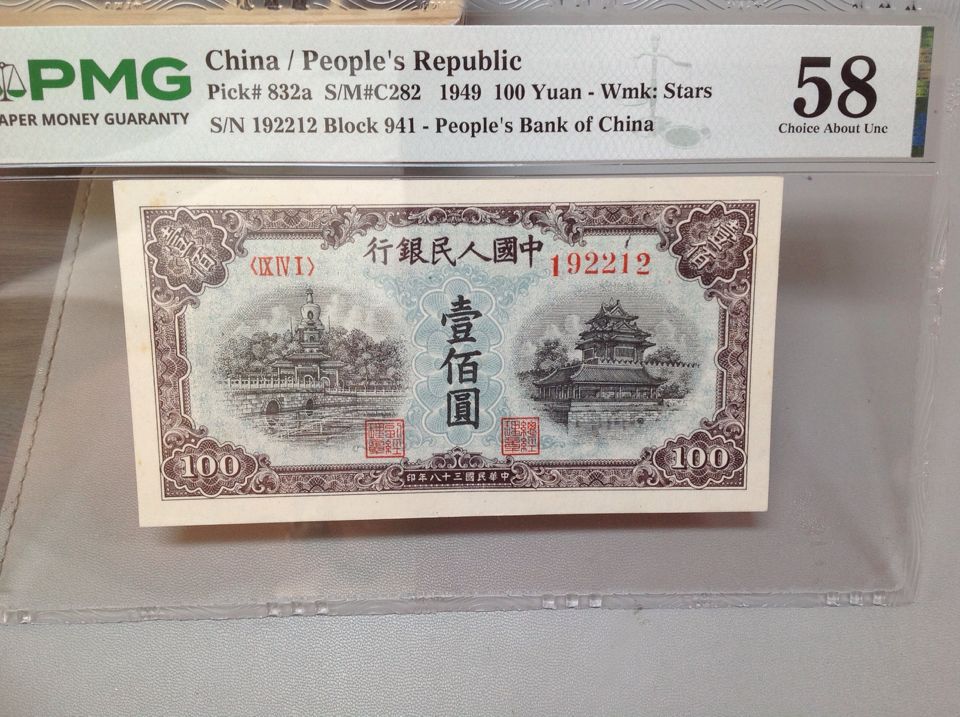 PMG
APER MONEY GUARANTY
China / People's Republic
Pick# 832a S/M#C282 1949 100 Yuan - Wmk: Stars
S/N 192212 Block 941 - People's Bank of China
58
Choice About Unc
壹佰
壹佰
行銀民人國中
〈IX IV I〉
192212
壹佰圓
100
100
印年八十三國民華中